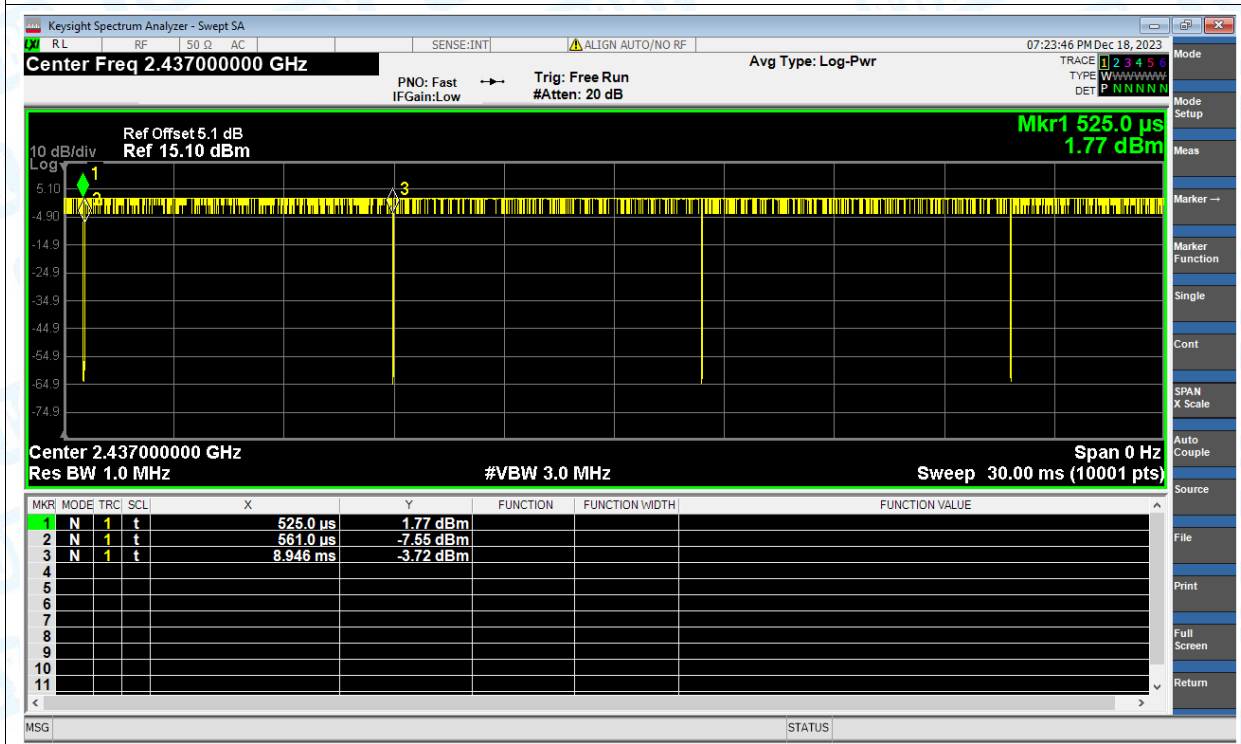 Keysight Spectrum Analyzer - Swept SA
LXI RL RF 50 Ω AC SENSE:INT ALIGN AUTO/NO RF 07:23:46 PM Dec 18, 2023
Center Freq 2.437000000 GHz
PNO: Fast
IFGain:Low
Trig: Free Run
#Atten: 20 dB
Avg Type: Log-Pwr
TRACE 1 2 3 4 5 6
TYPE WWWWWW
DET P N N N N N
Ref Offset 5.1 dB
10 dB/div Ref 15.10 dBm
Log
Mkr1 525.0 µs
1.77 dBm
1
2
3
5.10
-4.90
-14.9
-24.9
-34.9
-44.9
-54.9
-64.9
-74.9
Center 2.437000000 GHz Span 0 Hz
Res BW 1.0 MHz #VBW 3.0 MHz Sweep 30.00 ms (10001 pts)
MKR MODE TRC SCL X Y FUNCTION FUNCTION WIDTH FUNCTION VALUE
1 N 1 t 525.0 µs 1.77 dBm
2 N 1 t 561.0 µs -7.55 dBm
3 N 1 t 8.946 ms -3.72 dBm
4
5
6
7
8
9
10
11
MSG STATUS
Mode
Mode
Setup
Meas
Marker →
Marker
Function
Single
Cont
SPAN
X Scale
Auto
Couple
Source
File
Print
Full
Screen
Return